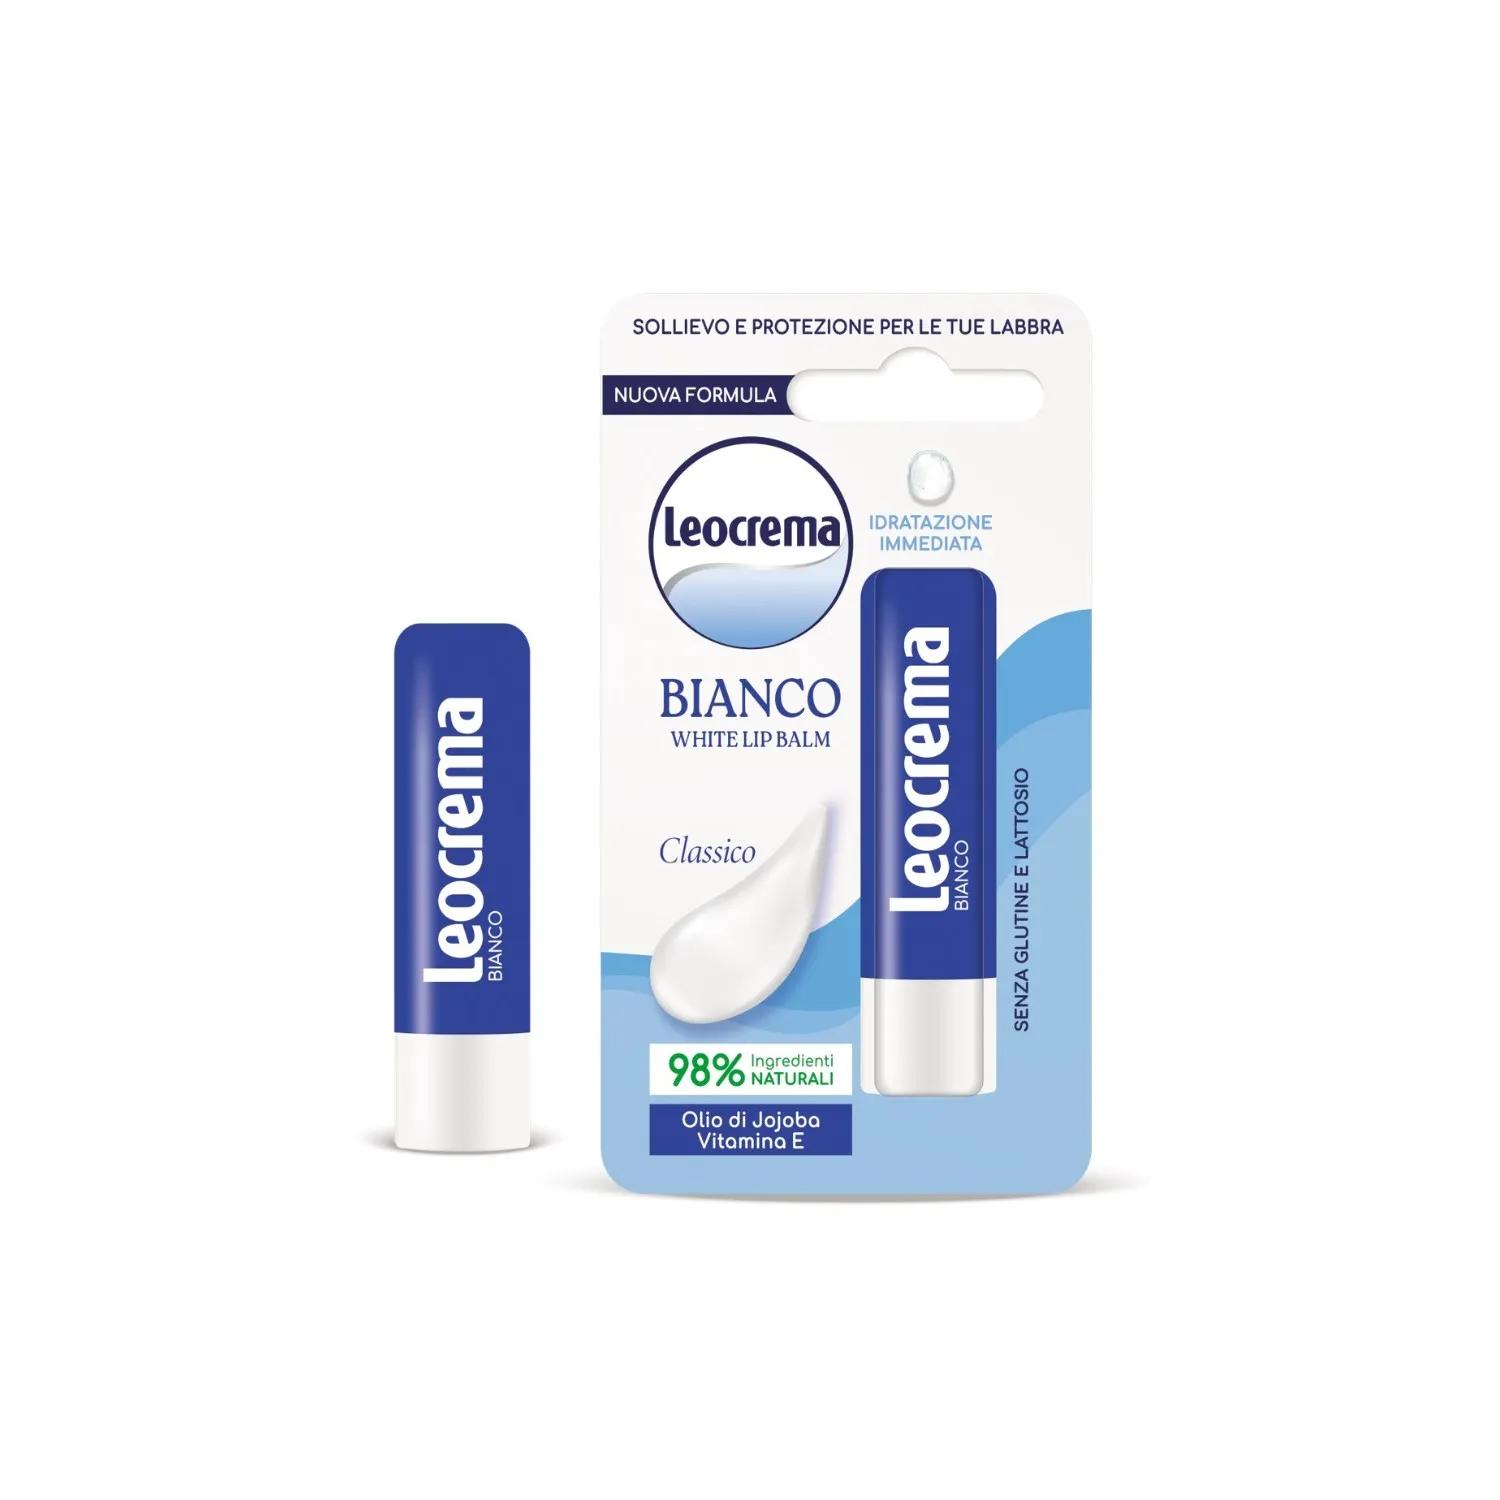 SOLLIEVO E PROTEZIONE PER LE TUE LABBRA
NUOVA FORMULA
Leocrema
IDRATAZIONE
IMMEDIATA
BIANCO
WHITE LIP BALM
Classico
Leocrema
BIANCO
SENZA GLUTINE E LATTOSIO
98% Ingredienti
NATURALI
Olio di Jojoba
Vitamina E
Leocrema
BIANCO